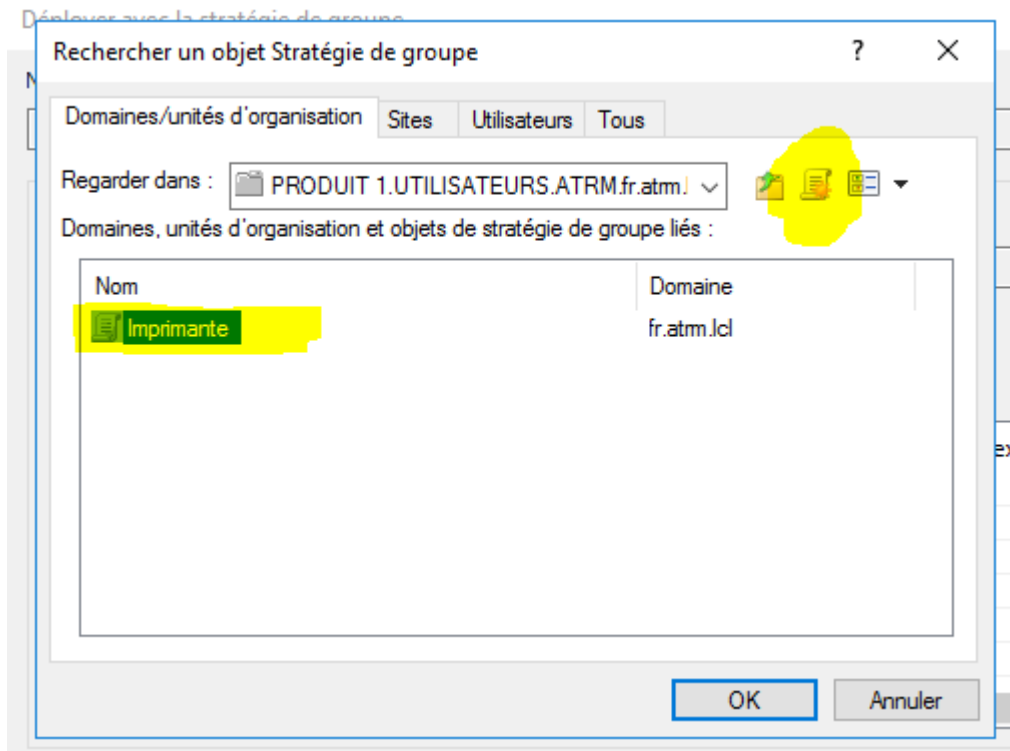 Déployer avec la stratégie de groupe
Rechercher un objet Stratégie de groupe ? ×
Domaines/unités d'organisation Sites Utilisateurs Tous
Regarder dans : PRODUIT 1.UTILISATEURS.ATRM.fr.atrm.
Domaines, unités d'organisation et objets de stratégie de groupe liés :
Nom Domaine
Imprimante fr.atrm.lcl
OK Annuler